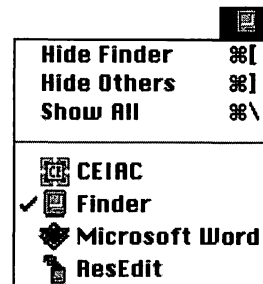 Hide Finder ⌘[
Hide Others ⌘]
Show All ⌘\
CEIAC
✓ Finder
Microsoft Word
ResEdit